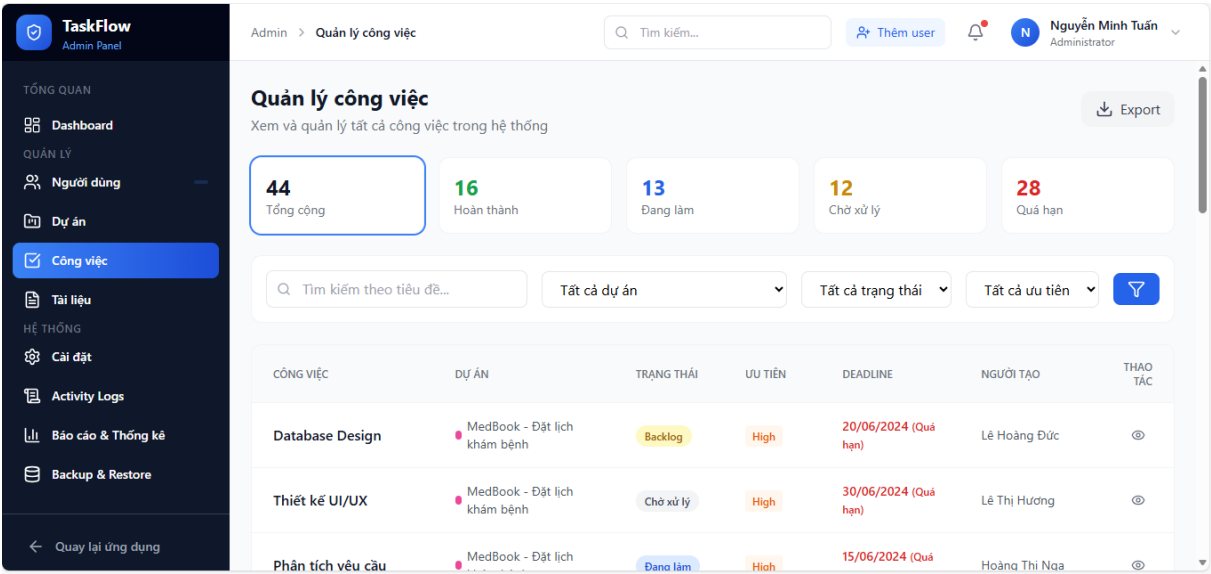 TaskFlow
Admin Panel
Admin > Quản lý công việc
Tìm kiếm...
Thêm user
N
Nguyễn Minh Tuấn
Administrator
TỔNG QUAN
Dashboard
QUẢN LÝ
Người dùng
Dự án
Công việc
Tài liệu
HỆ THỐNG
Cài đặt
Activity Logs
Báo cáo & Thống kê
Backup & Restore
Quay lại ứng dụng
Quản lý công việc
Xem và quản lý tất cả công việc trong hệ thống
Export
44
Tổng cộng
16
Hoàn thành
13
Đang làm
12
Chờ xử lý
28
Quá hạn
Tìm kiếm theo tiêu đề...
Tất cả dự án
Tất cả trạng thái
Tất cả ưu tiên
CÔNG VIỆC
DỰ ÁN
TRẠNG THÁI
ƯU TIÊN
DEADLINE
NGƯỜI TẠO
THAO
TÁC
Database Design
MedBook - Đặt lịch
khám bệnh
Backlog
High
20/06/2024 (Quá
hạn)
Lê Hoàng Đức
Thiết kế UI/UX
MedBook - Đặt lịch
khám bệnh
Chờ xử lý
High
30/06/2024 (Quá
hạn)
Lê Thị Hương
Phân tích yêu cầu
MedBook - Đặt lịch
Đang làm
High
15/06/2024 (Quá
Hoàng Thị Nga